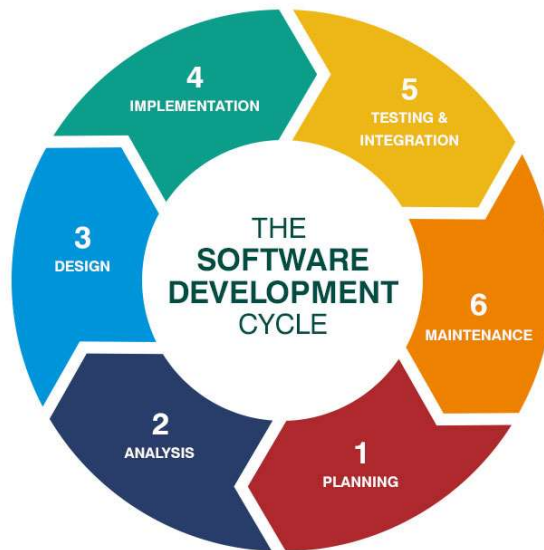 THE
SOFTWARE
DEVELOPMENT
CYCLE
1
PLANNING
2
ANALYSIS
3
DESIGN
4
IMPLEMENTATION
5
TESTING &
INTEGRATION
6
MAINTENANCE